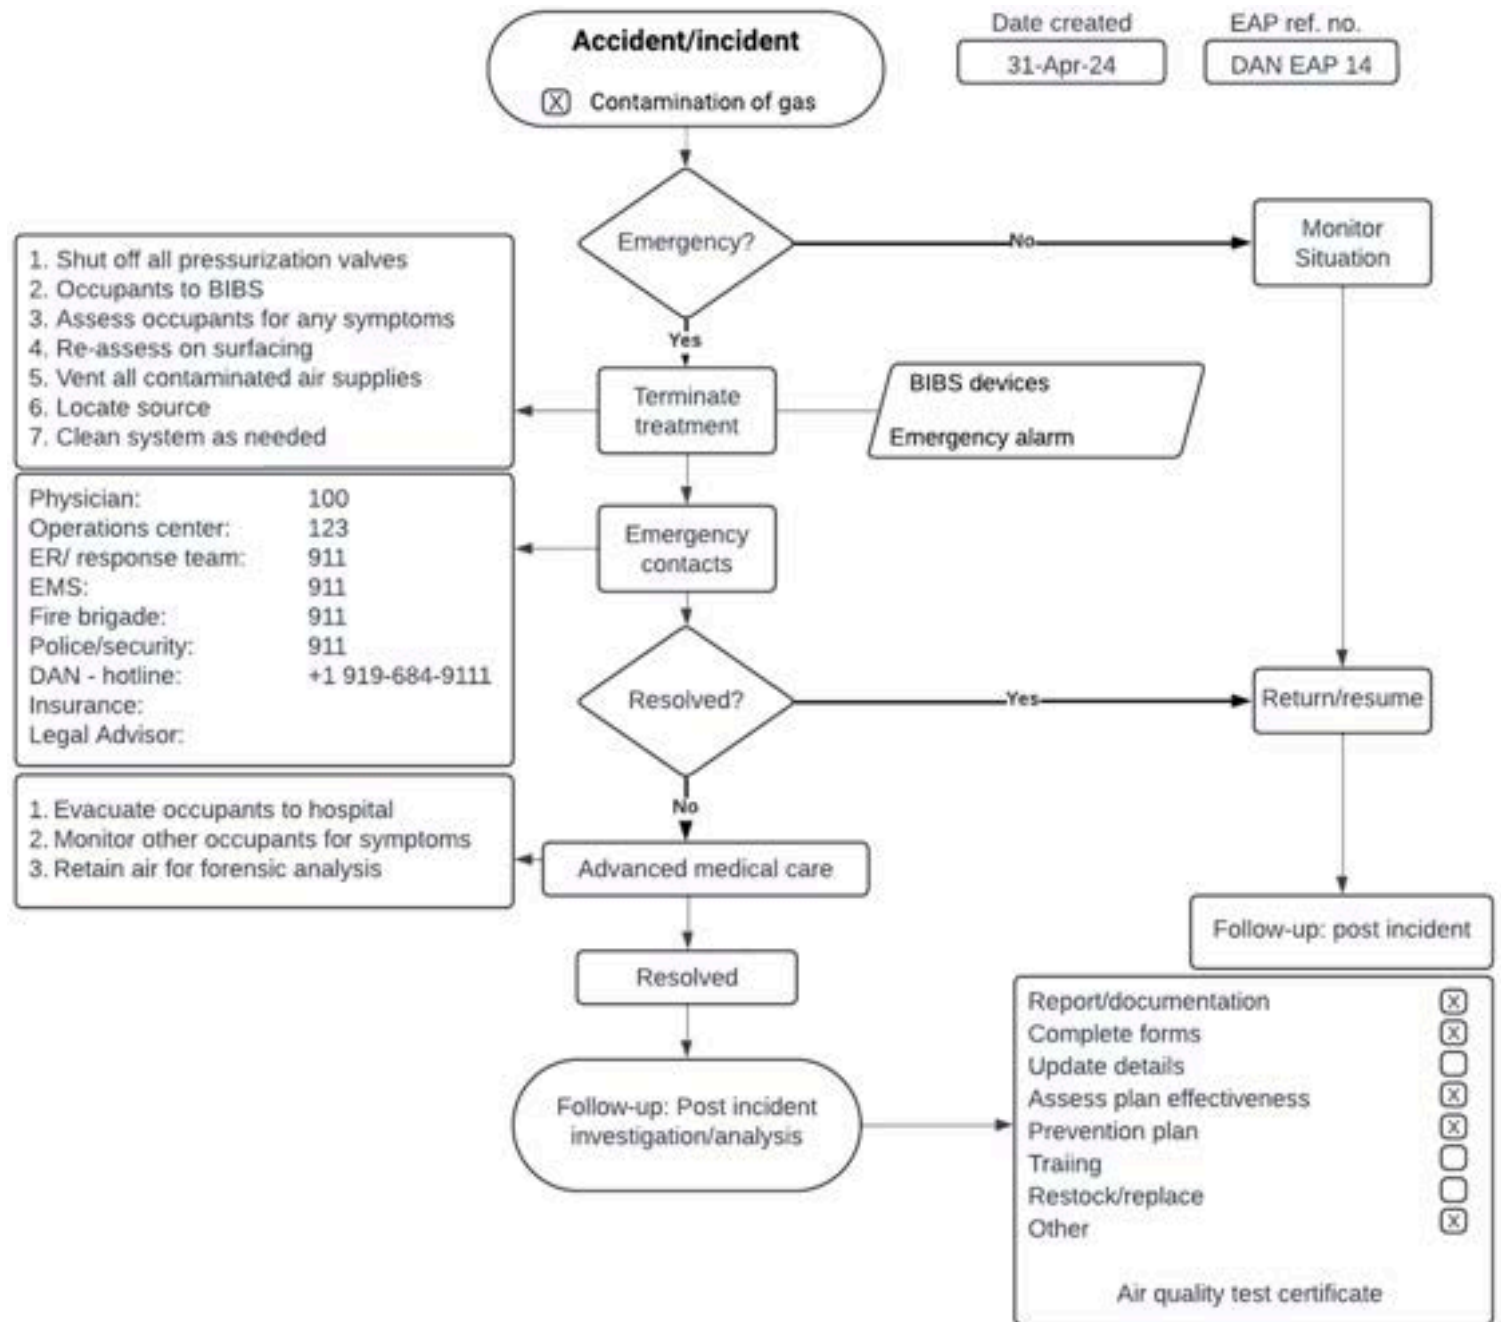 Accident/incident
X Contamination of gas
Date created
31-Apr-24
EAP ref. no.
DAN EAP 14
Emergency?
No
Monitor
Situation
Yes
1. Shut off all pressurization valves
2. Occupants to BIBS
3. Assess occupants for any symptoms
4. Re-assess on surfacing
5. Vent all contaminated air supplies
6. Locate source
7. Clean system as needed
Terminate
treatment
BIBS devices
Emergency alarm
Physician: 100
Operations center: 123
ER/ response team: 911
EMS: 911
Fire brigade: 911
Police/security: 911
DAN - hotline: +1 919-684-9111
Insurance:
Legal Advisor:
Emergency
contacts
Resolved?
Yes
Return/resume
No
1. Evacuate occupants to hospital
2. Monitor other occupants for symptoms
3. Retain air for forensic analysis
Advanced medical care
Resolved
Follow-up: Post incident
investigation/analysis
Follow-up: post incident
Report/documentation X
Complete forms X
Update details
Assess plan effectiveness X
Prevention plan X
Traiing
Restock/replace
Other X
Air quality test certificate